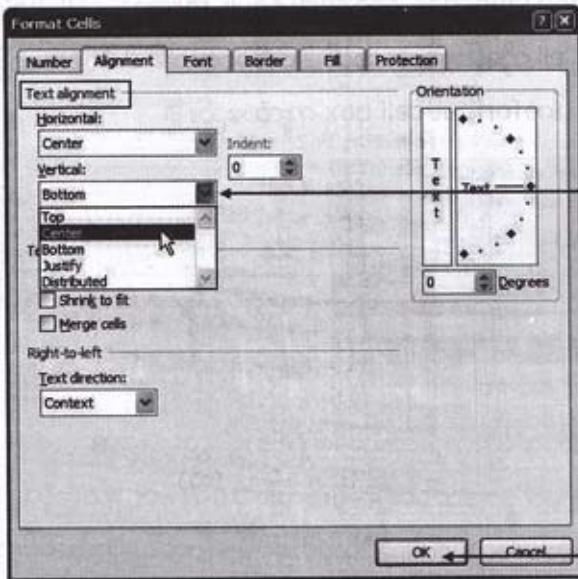 Format Cells
Number Alignment Font Border Fill Protection
Text alignment
Horizontal:
Center
Indent:
0
Vertical:
Bottom
Top
Center
Bottom
Justify
Distributed
Te
Shrink to fit
Merge cells
Right-to-left
Text direction:
Context
Orientation
T
e
x
t
Text
0 Degrees
OK Cancel